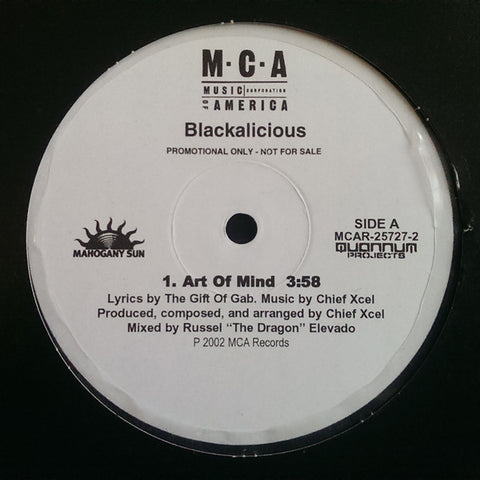 M·C·A
MUSIC CORPORATION
OF AMERICA
Blackalicious
PROMOTIONAL ONLY - NOT FOR SALE
MAHOGANY SUN
SIDE A
MCAR-25727-2
QUANNUM
PROJECTS
1. Art Of Mind 3:58
Lyrics by The Gift Of Gab. Music by Chief Xcel
Produced, composed, and arranged by Chief Xcel
Mixed by Russel "The Dragon" Elevado
P 2002 MCA Records